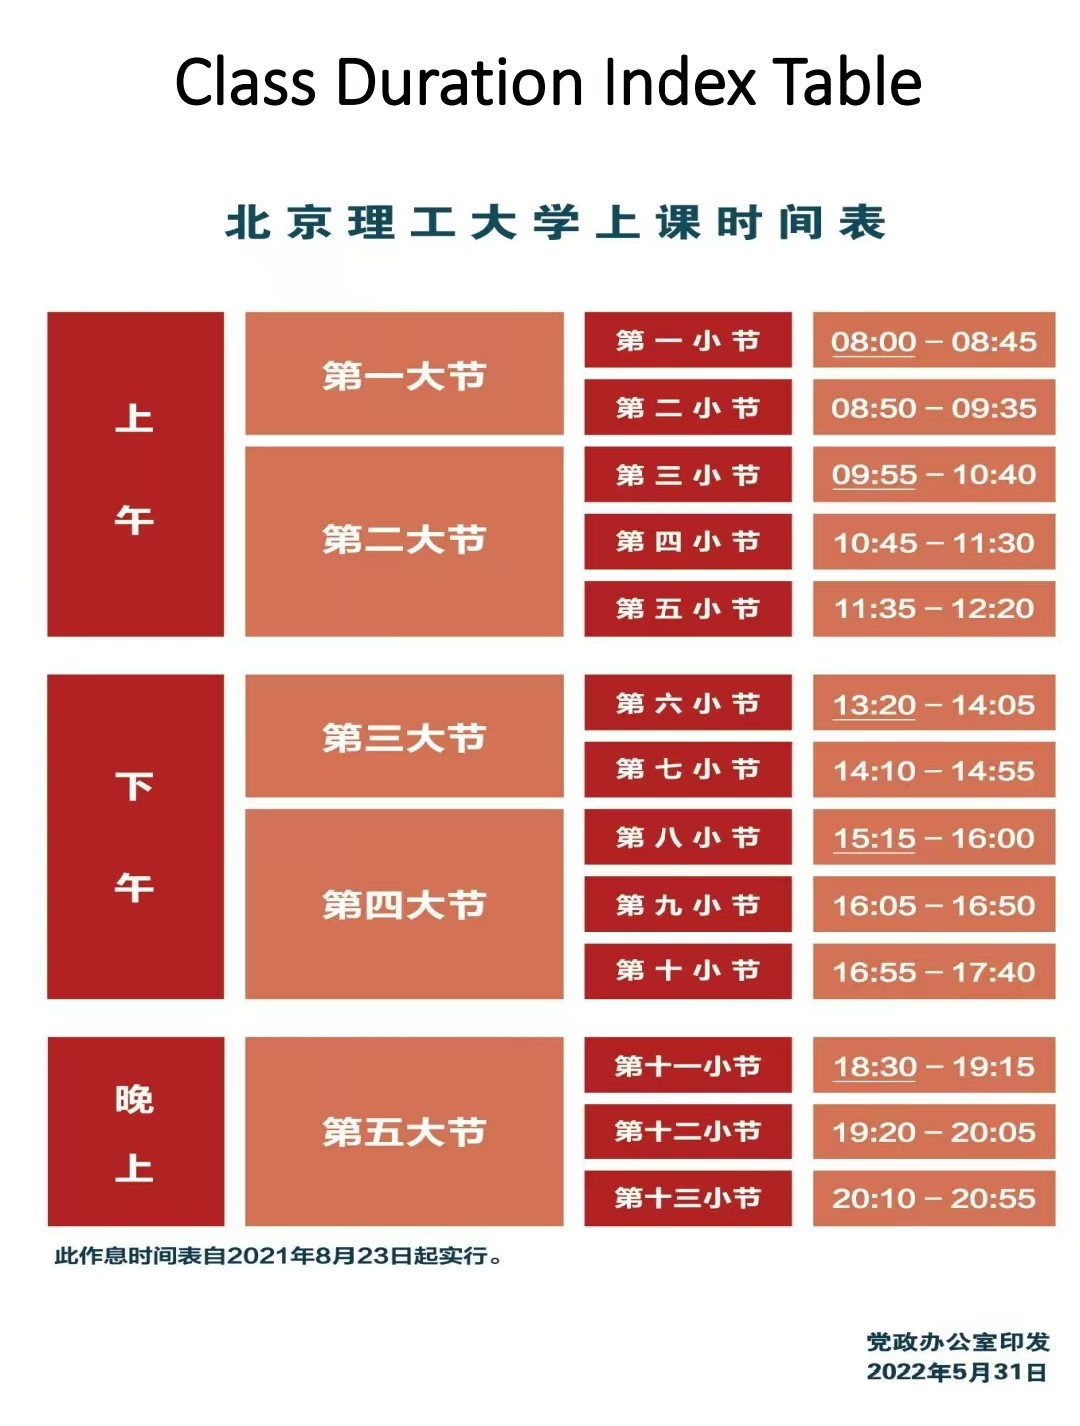 Class Duration Index Table
北京理工大学上课时间表
上午
第一大节
第一小节 08:00 – 08:45
第二小节 08:50 – 09:35
第二大节
第三小节 09:55 – 10:40
第四小节 10:45 – 11:30
第五小节 11:35 – 12:20
下午
第三大节
第六小节 13:20 – 14:05
第七小节 14:10 – 14:55
第四大节
第八小节 15:15 – 16:00
第九小节 16:05 – 16:50
第十小节 16:55 – 17:40
晚上
第五大节
第十一小节 18:30 – 19:15
第十二小节 19:20 – 20:05
第十三小节 20:10 – 20:55
此作息时间表自2021年8月23日起实行。
党政办公室印发
2022年5月31日